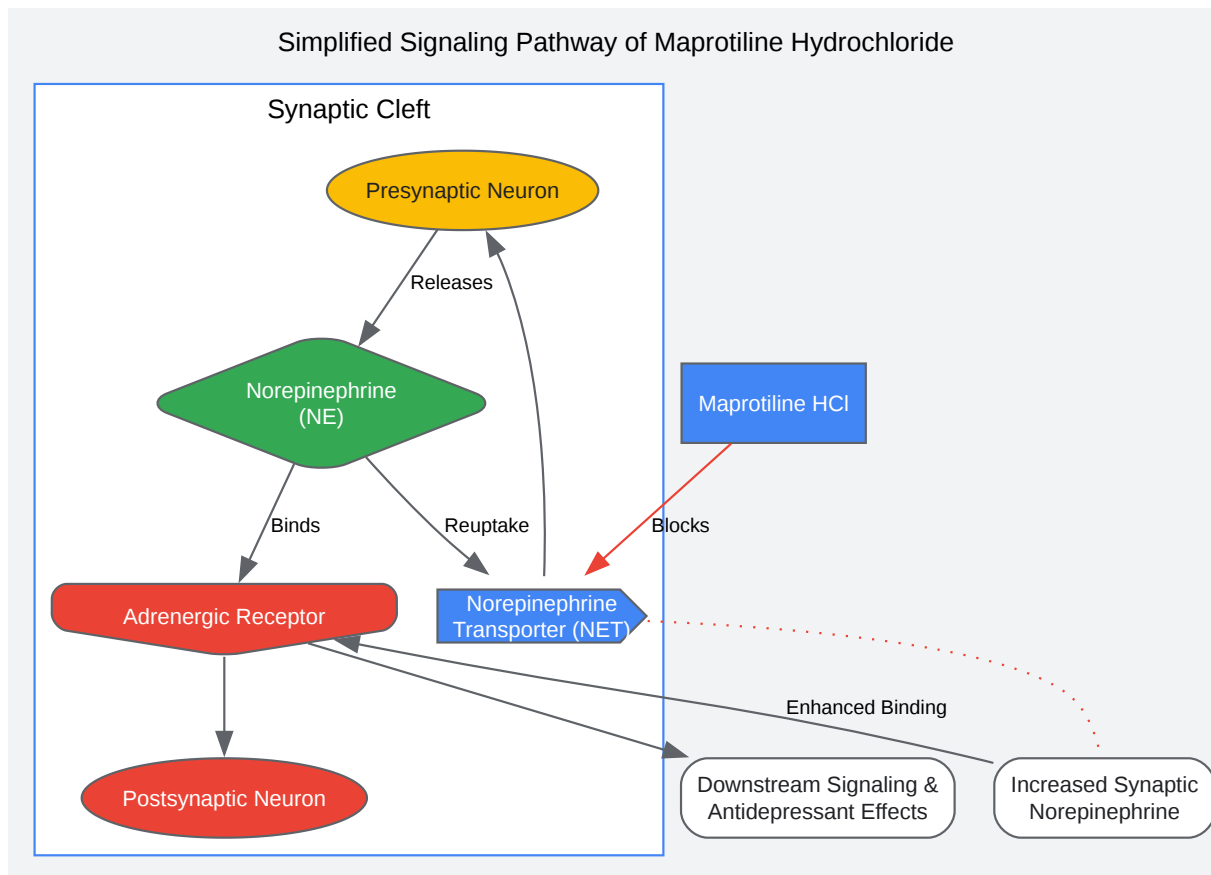 Simplified Signaling Pathway of Maprotiline Hydrochloride
Synaptic Cleft
Presynaptic Neuron
Releases
Norepinephrine
(NE)
Maprotiline HCl
Binds
Reuptake
Blocks
Adrenergic Receptor
Norepinephrine
Transporter (NET)
Enhanced Binding
Postsynaptic Neuron
Downstream Signaling &
Antidepressant Effects
Increased Synaptic
Norepinephrine